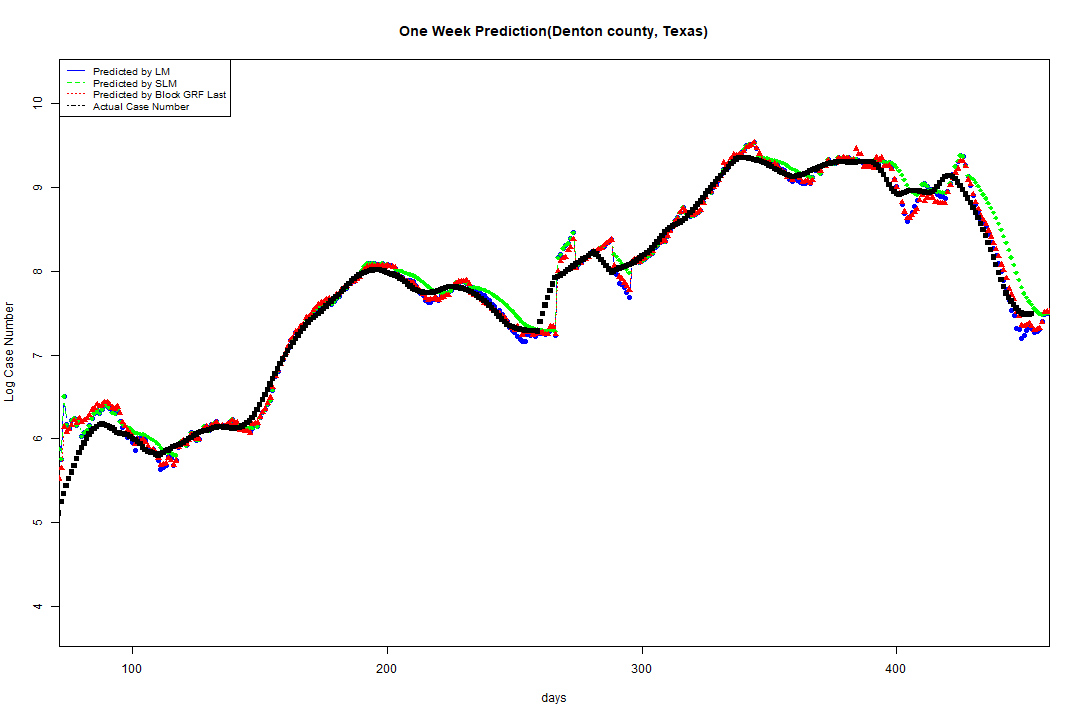 One Week Prediction(Denton county, Texas)
Predicted by LM
Predicted by SLM
Predicted by Block GRF Last
Actual Case Number
10
9
8
7
6
5
4
Log Case Number
100 200 300 400
days